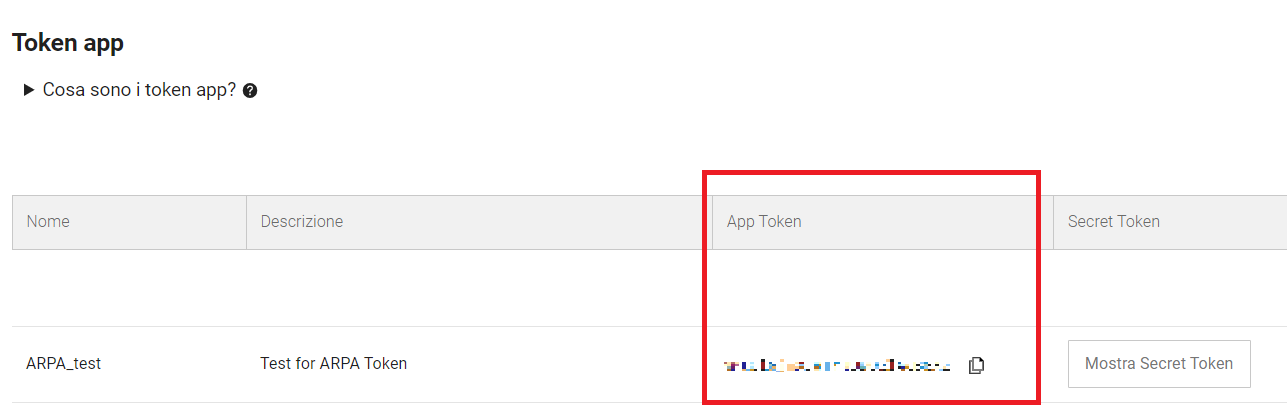 Token app
Cosa sono i token app? ?
Nome Descrizione App Token Secret Token
ARPA_test Test for ARPA Token Mostra Secret Token